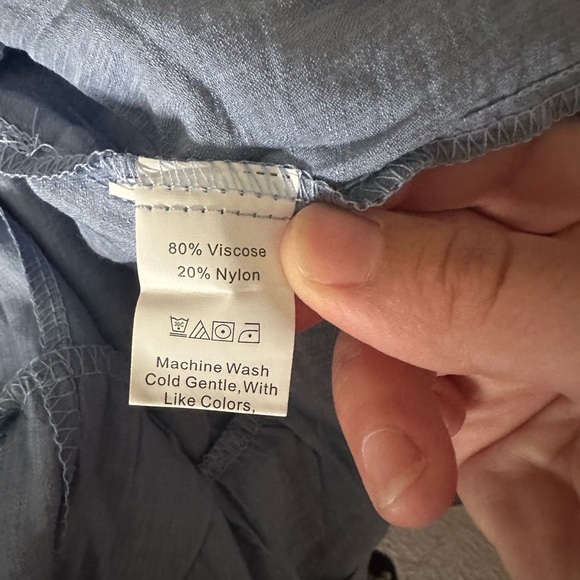 80% Viscose
20% Nylon
Machine Wash
Cold Gentle,With
Like Colors,